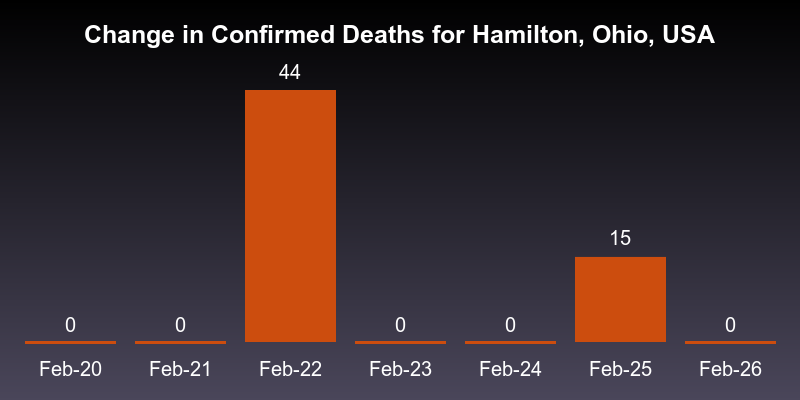 Change in Confirmed Deaths for Hamilton, Ohio, USA
44
15
0 0 0 0 0
Feb-20 Feb-21 Feb-22 Feb-23 Feb-24 Feb-25 Feb-26